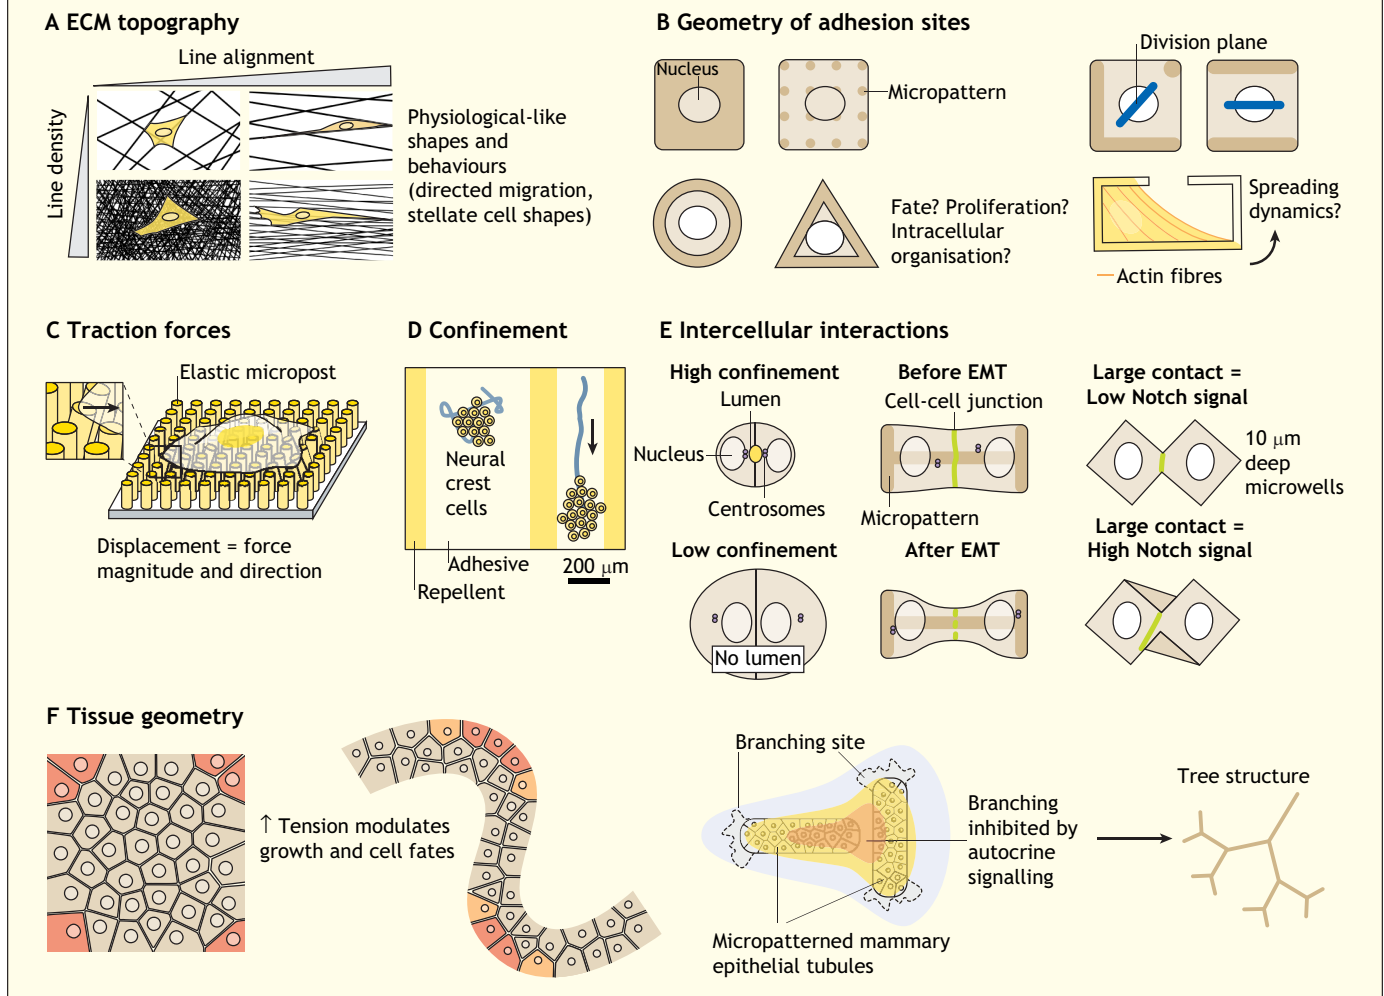 A ECM topography
Line alignment
Line density
Physiological-like
shapes and
behaviours
(directed migration,
stellate cell shapes)
B Geometry of adhesion sites
Nucleus
Micropattern
Division plane
Fate? Proliferation?
Intracellular
organisation?
Spreading
dynamics?
Actin fibres
C Traction forces
Elastic micropost
Displacement = force
magnitude and direction
D Confinement
Neural
crest
cells
Adhesive
Repellent
200 μm
E Intercellular interactions
High confinement
Lumen
Nucleus
Centrosomes
Low confinement
No lumen
Before EMT
Cell-cell junction
Micropattern
After EMT
Large contact =
Low Notch signal
10 μm
deep
microwells
Large contact =
High Notch signal
F Tissue geometry
↑ Tension modulates
growth and cell fates
Branching site
Branching
inhibited by
autocrine
signalling
Micropatterned mammary
epithelial tubules
Tree structure